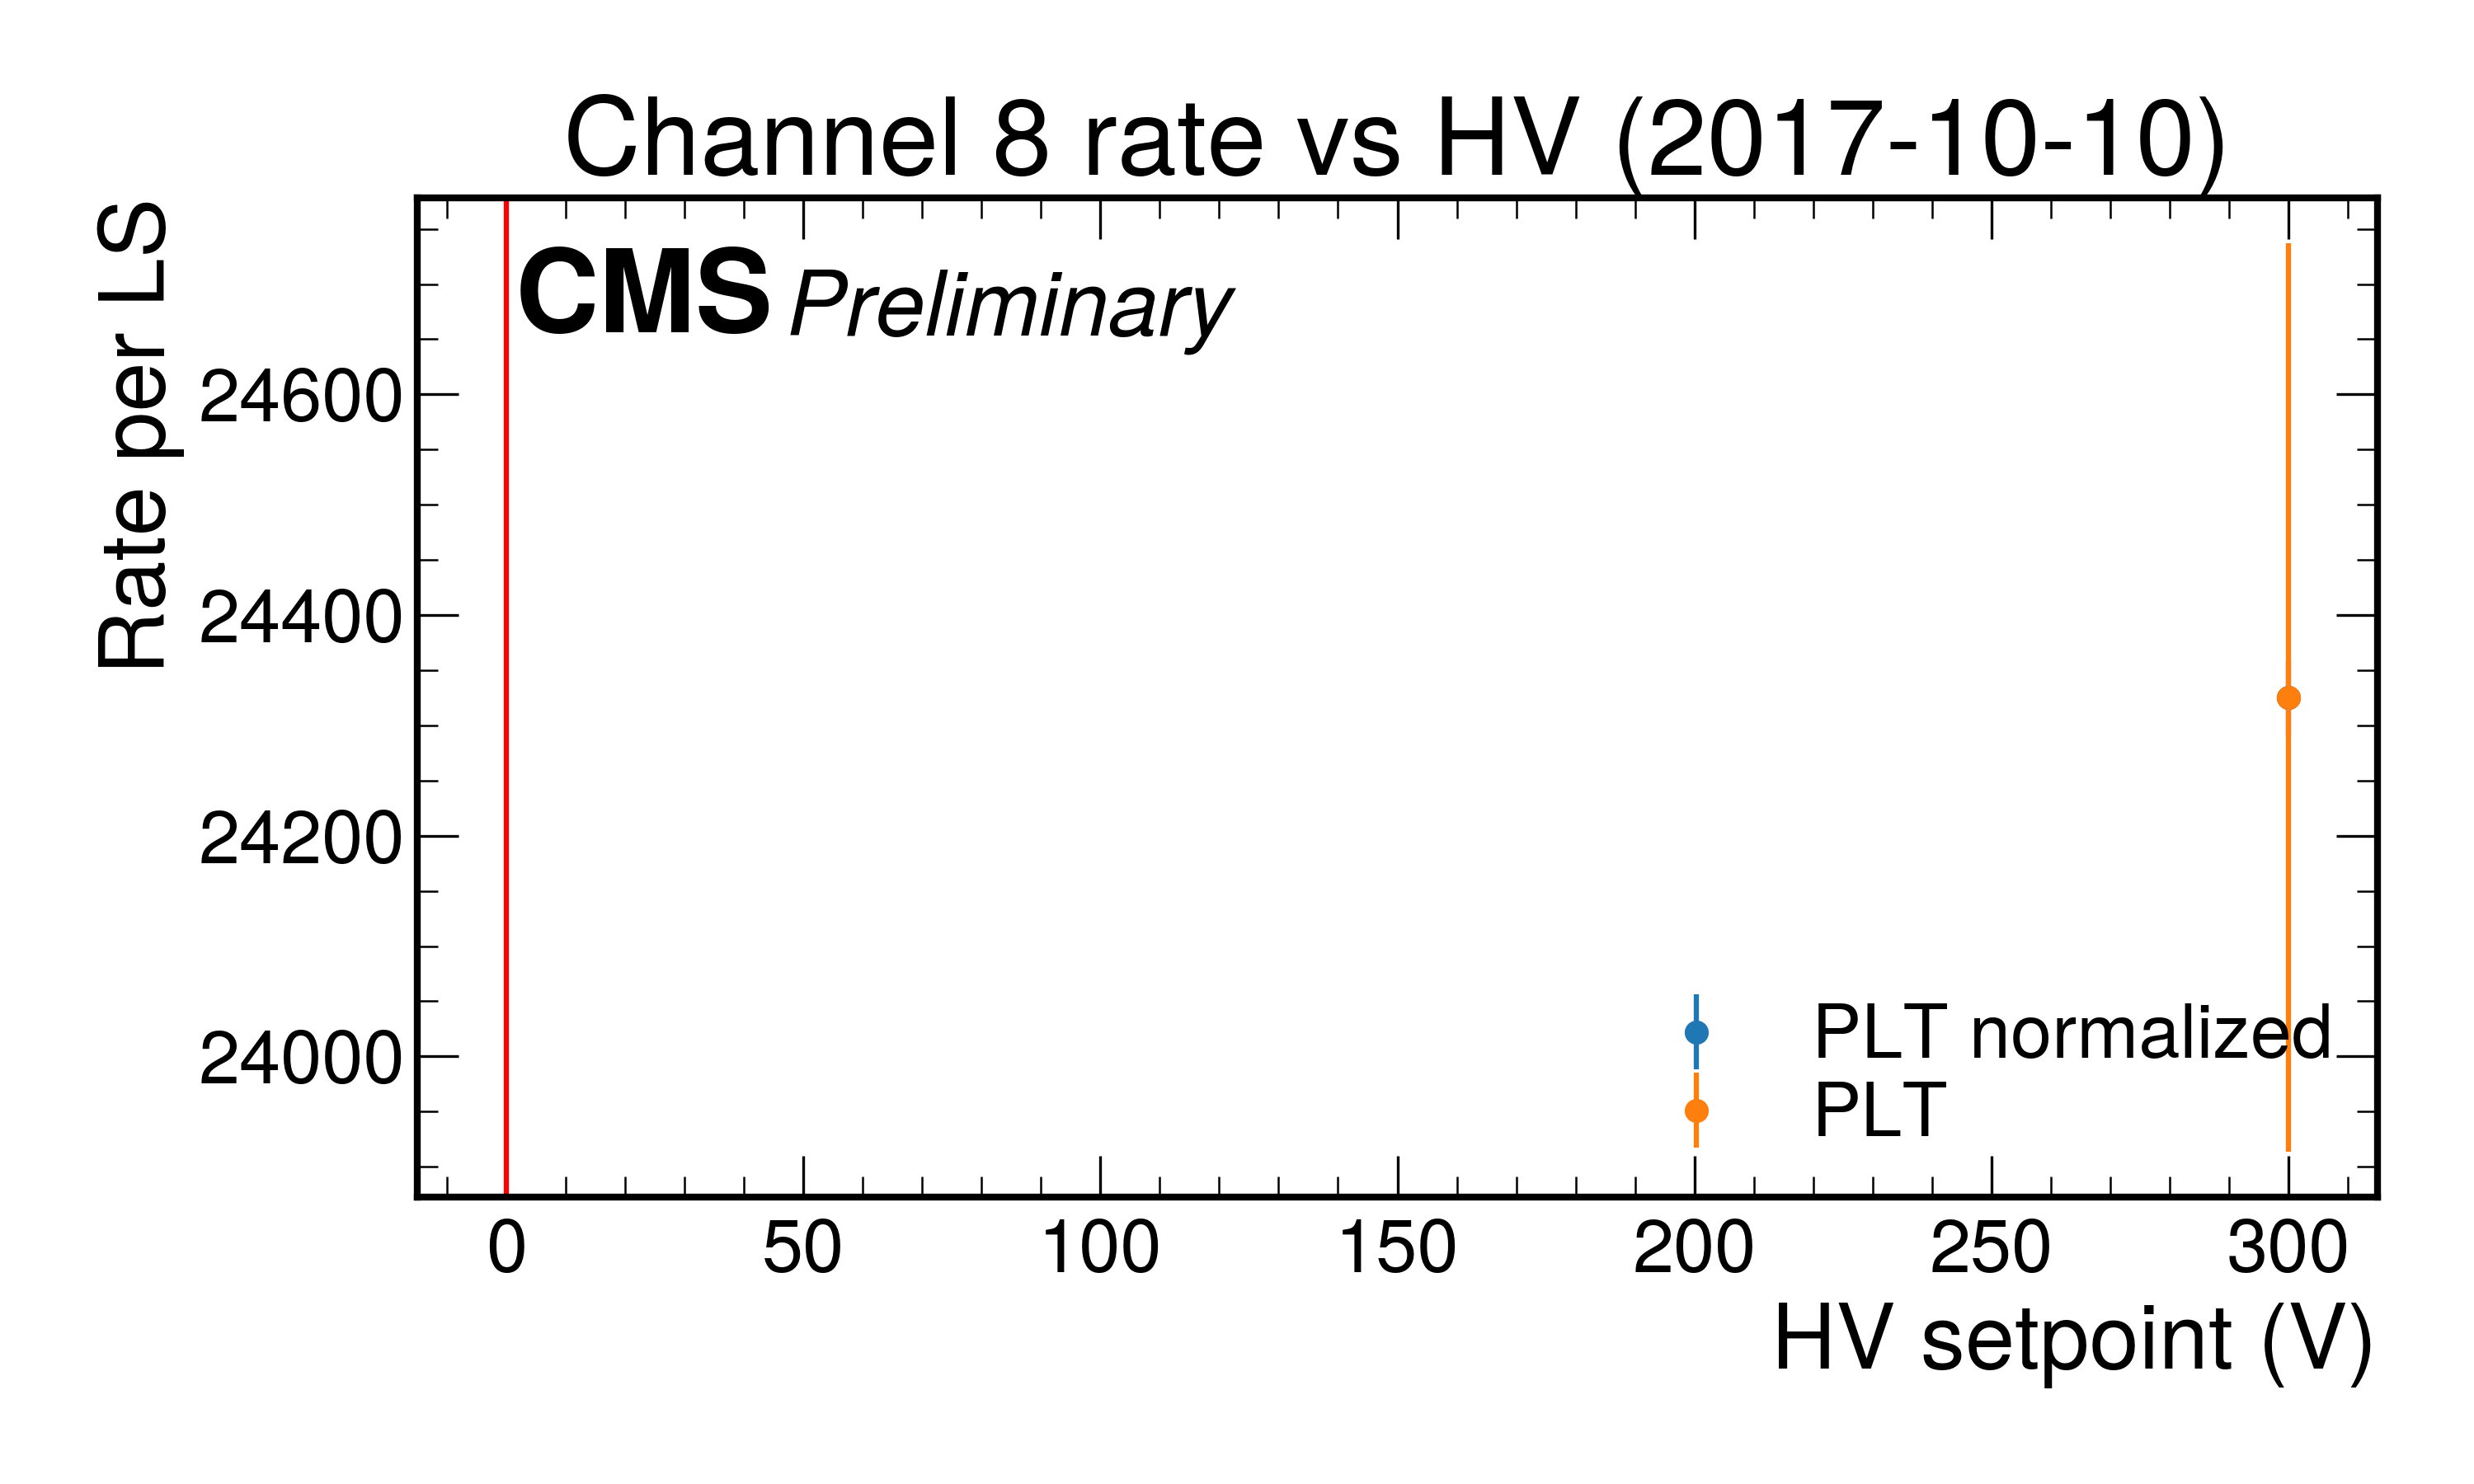 Channel 8 rate vs HV (2017-10-10)
Rate per LS
CMS Preliminary
24600
24400
24200
24000
PLT normalized
PLT
0 50 100 150 200 250 300
HV setpoint (V)